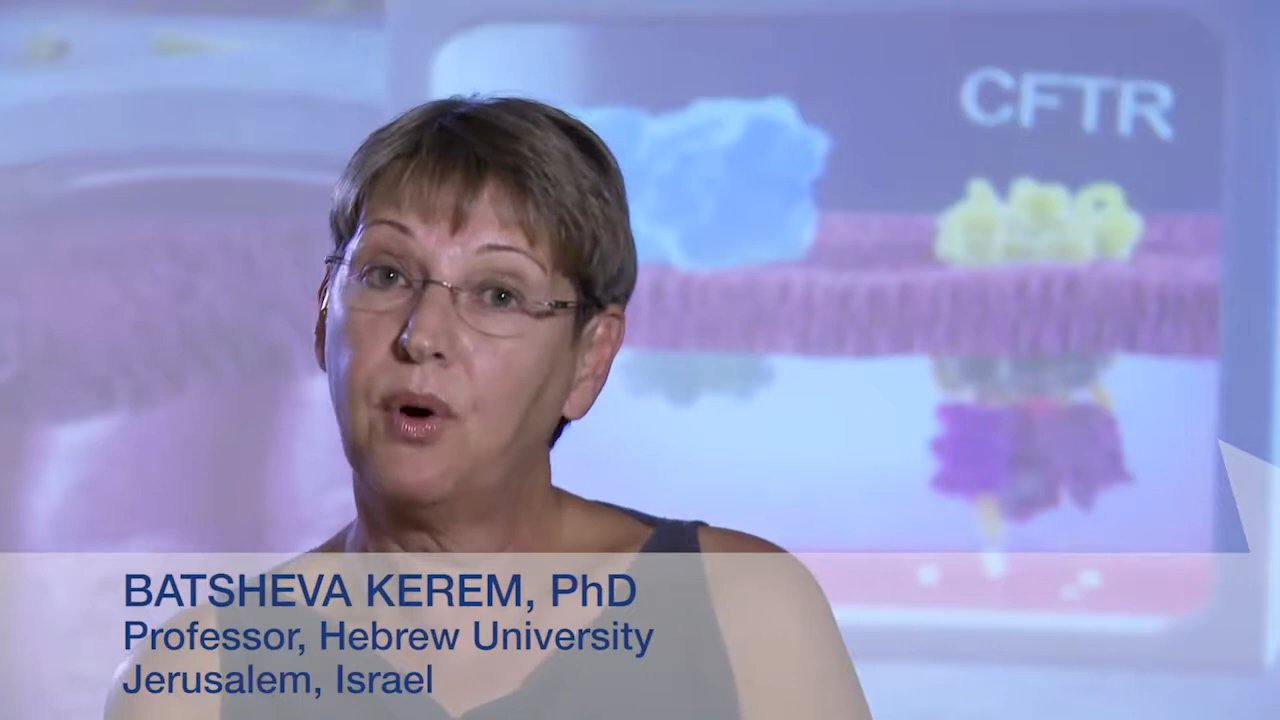 CFTR
BATSHEVA KEREM, PhD
Professor, Hebrew University
Jerusalem, Israel